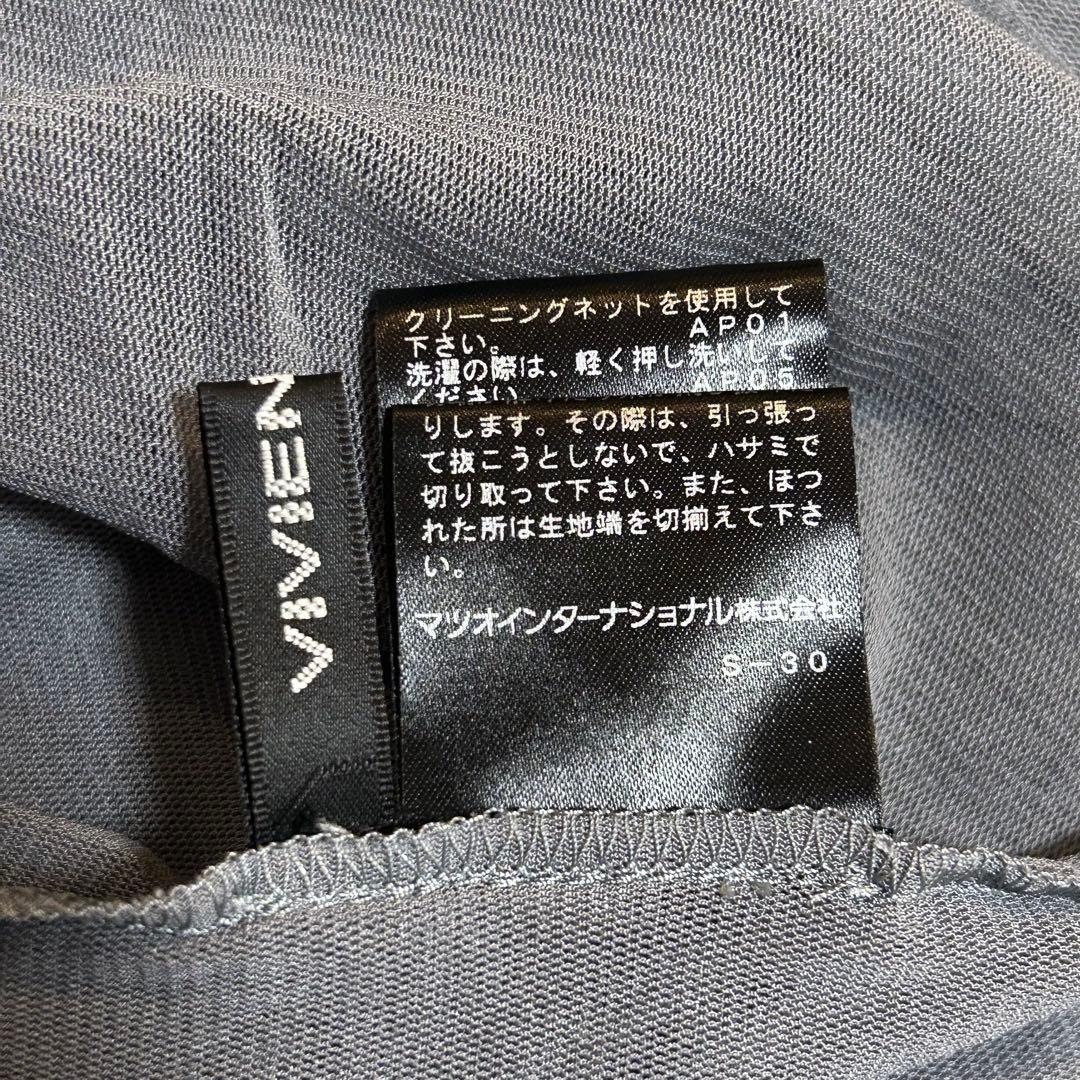 クリーニングネットを使用して
下さい。 AP01
洗濯の際は、軽く押し洗いして
ください。 AP05
りします。その際は、引っ張っ
て抜こうとしないで、ハサミで
切り取って下さい。また、ほつ
れた所は生地端を切揃えて下さ
い。
マツオインターナショナル株式会社
S-30
VIVIEN